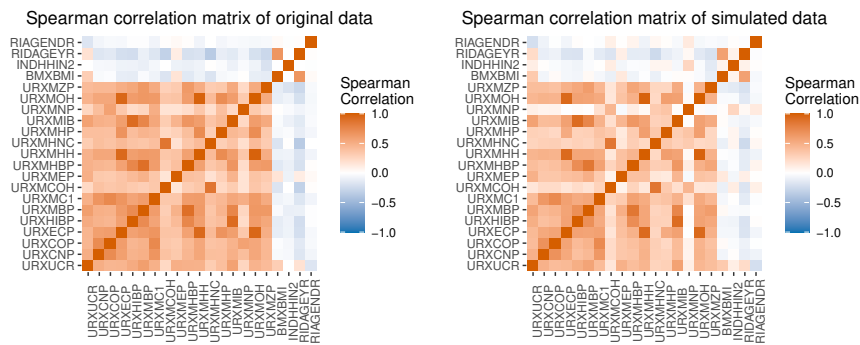 Spearman correlation matrix of original data
RIAGENDR
RIDAGEYR
INDHHIN2
BMXBMI
URXMZP
URXMOH
URXMNP
URXMIB
URXMHP
URXMHNC
URXMHH
URXMHBP
URXMEP
URXMCOH
URXMC1
URXMBP
URXHIBP
URXECP
URXCOP
URXCNP
URXUCR
URXUCR
URXCNP
URXCOP
URXECP
URXHIBP
URXMBP
URXMC1
URXMCOH
URXMEP
URXMHBP
URXMHH
URXMHNC
URXMHP
URXMIB
URXMNP
URXMOH
URXMZP
BMXBMI
INDHHIN2
RIDAGEYR
RIAGENDR
Spearman
Correlation
1.0
0.5
0.0
−0.5
−1.0
Spearman correlation matrix of simulated data
RIAGENDR
RIDAGEYR
INDHHIN2
BMXBMI
URXMZP
URXMOH
URXMNP
URXMIB
URXMHP
URXMHNC
URXMHH
URXMHBP
URXMEP
URXMCOH
URXMC1
URXMBP
URXHIBP
URXECP
URXCOP
URXCNP
URXUCR
URXUCR
URXCNP
URXCOP
URXECP
URXHIBP
URXMBP
URXMC1
URXMCOH
URXMEP
URXMHBP
URXMHH
URXMHNC
URXMHP
URXMIB
URXMNP
URXMOH
URXMZP
BMXBMI
INDHHIN2
RIDAGEYR
RIAGENDR
Spearman
Correlation
1.0
0.5
0.0
−0.5
−1.0